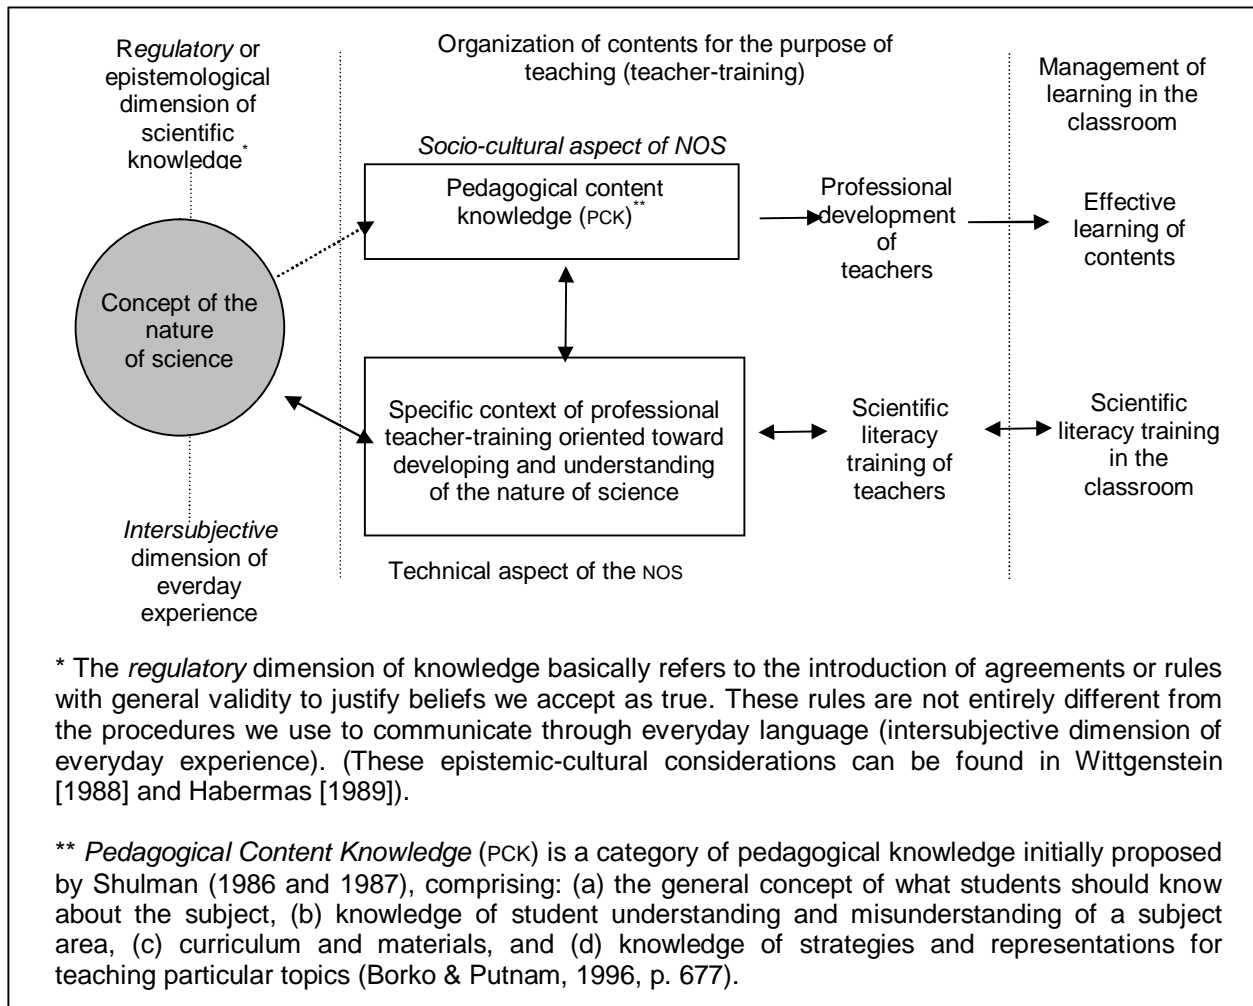 Regulatory or
epistemological
dimension of
scientific
knowledge*
Organization of contents for the purpose of
teaching (teacher-training)
Management of
learning in the
classroom
Socio-cultural aspect of NOS
Pedagogical content
knowledge (PCK)**
Professional
development
of
teachers
Effective
learning of
contents
Concept of the
nature
of science
Specific context of professional
teacher-training oriented toward
developing and understanding
of the nature of science
Scientific
literacy
training of
teachers
Scientific
literacy training
in the
classroom
Intersubjective
dimension of
everday
experience
Technical aspect of the NOS
* The regulatory dimension of knowledge basically refers to the introduction of agreements or rules
with general validity to justify beliefs we accept as true. These rules are not entirely different from
the procedures we use to communicate through everyday language (intersubjective dimension of
everyday experience). (These epistemic-cultural considerations can be found in Wittgenstein
[1988] and Habermas [1989]).
** Pedagogical Content Knowledge (PCK) is a category of pedagogical knowledge initially proposed
by Shulman (1986 and 1987), comprising: (a) the general concept of what students should know
about the subject, (b) knowledge of student understanding and misunderstanding of a subject
area, (c) curriculum and materials, and (d) knowledge of strategies and representations for
teaching particular topics (Borko & Putnam, 1996, p. 677).